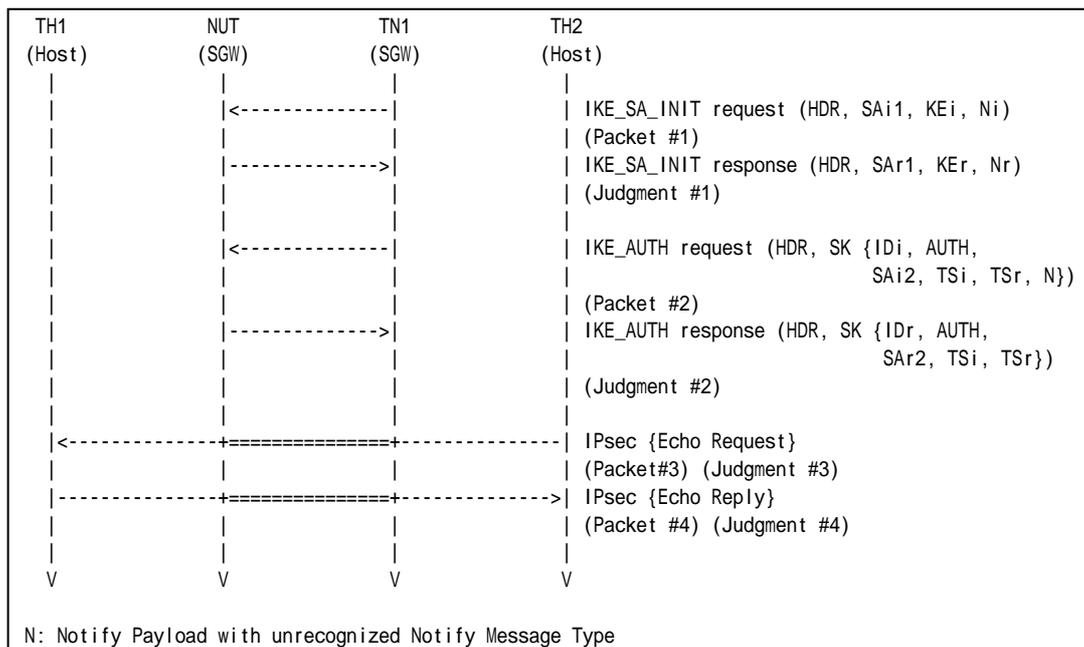 TH1 NUT TN1 TH2
(Host) (SGW) (SGW) (Host)
| | | |
| |<--------------| | IKE_SA_INIT request (HDR, SAi1, KEi, Ni)
| | | | (Packet #1)
| |-------------->| | IKE_SA_INIT response (HDR, SAr1, KEr, Nr)
| | | | (Judgment #1)
| | | |
| |<--------------| | IKE_AUTH request (HDR, SK {IDi, AUTH,
| | | | SAi2, TSi, TSr, N})
| | | | (Packet #2)
| |-------------->| | IKE_AUTH response (HDR, SK {IDr, AUTH,
| | | | SAr2, TSi, TSr})
| | | | (Judgment #2)
| | | |
|<--------------+===============+---------------| IPsec {Echo Request}
| | | | (Packet#3) (Judgment #3)
|---------------+===============+-------------->| IPsec {Echo Reply}
| | | | (Packet #4) (Judgment #4)
| | | |
V V V V
N: Notify Payload with unrecognized Notify Message Type